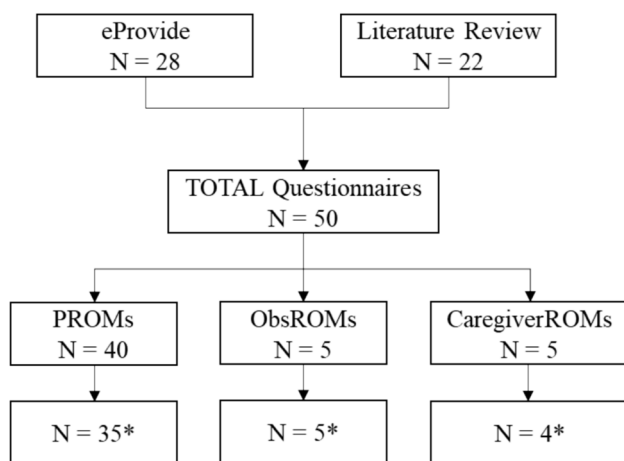 eProvide
N = 28
Literature Review
N = 22
TOTAL Questionnaires
N = 50
PROMs
N = 40
ObsROMs
N = 5
CaregiverROMs
N = 5
N = 35*
N = 5*
N = 4*